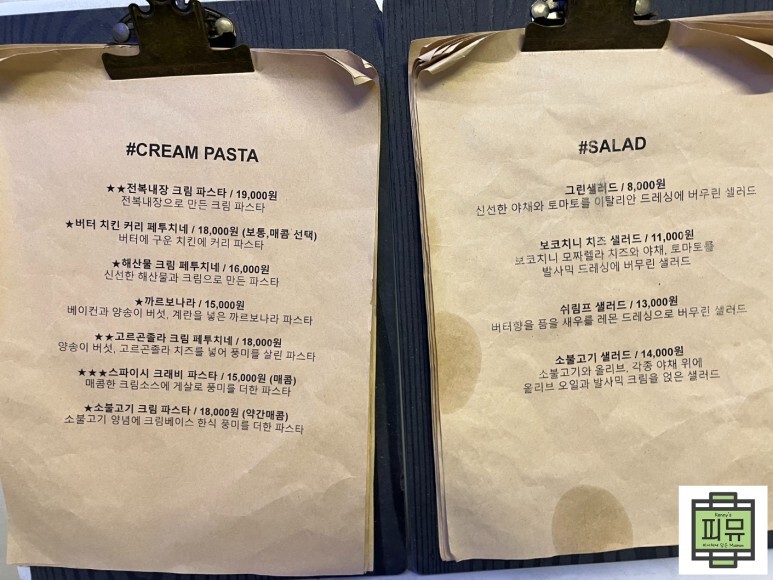 #CREAM PASTA
★★전복내장 크림 파스타 / 19,000원
전복내장으로 만든 크림 파스타
★버터 치킨 커리 페투치네 / 18,000원 (보통,매콤 선택)
버터에 구운 치킨에 커리 파스타
★해산물 크림 페투치네 / 16,000원
신선한 해산물과 크림으로 만든 파스타
★까르보나라 / 15,000원
베이컨과 양송이 버섯, 계란을 넣은 까르보나라 파스타
★★고르곤졸라 크림 페투치네 / 18,000원
양송이 버섯, 고르곤졸라 치즈를 넣어 풍미를 살린 파스타
★★★스파이시 크래비 파스타 / 15,000원 (매콤)
매콤한 크림소스에 게살로 풍미를 더한 파스타
★소불고기 크림 파스타 / 18,000원 (약간매콤)
소불고기 양념에 크림베이스 한식 풍미를 더한 파스타
#SALAD
그린샐러드 / 8,000원
신선한 야채와 토마토를 이탈리안 드레싱에 버무린 샐러드
보코치니 치즈 샐러드 / 11,000원
보코치니 모짜렐라 치즈와 야채, 토마토를
발사믹 드레싱에 버무린 샐러드
쉬림프 샐러드 / 13,000원
버터향을 품을 새우를 레몬 드레싱으로 버무린 샐러드
소불고기 샐러드 / 14,000원
소불고기와 올리브, 각종 야채 위에
올리브 오일과 발사믹 크림을 얹은 샐러드
Kenny's
피뮤